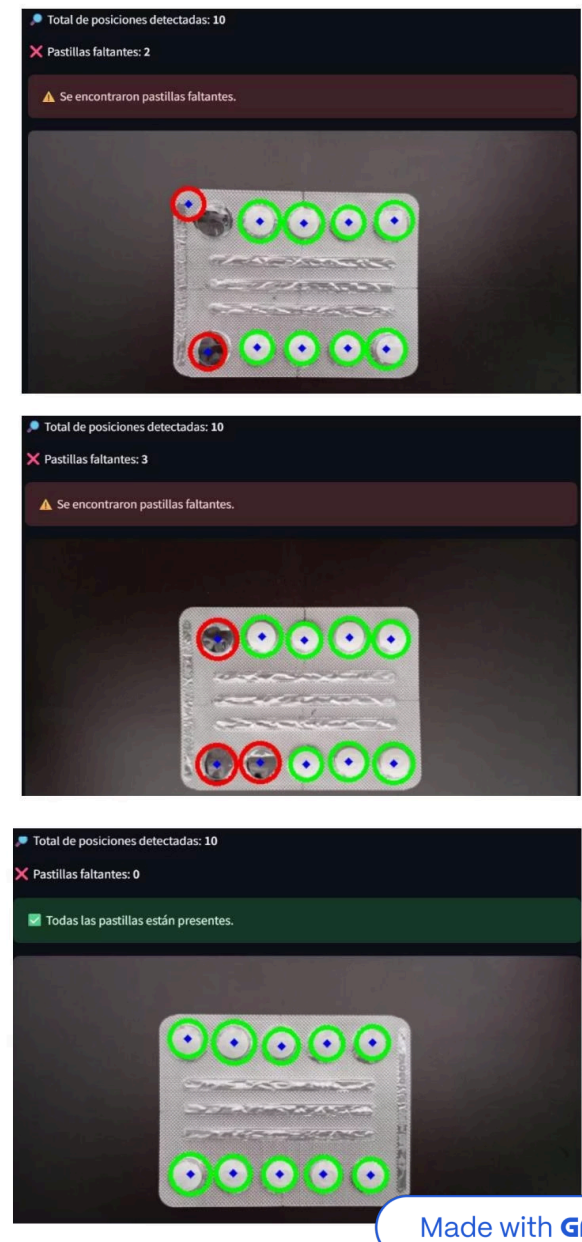 Total de posiciones detectadas: 10
Pastillas faltantes: 2
Se encontraron pastillas faltantes.
Total de posiciones detectadas: 10
Pastillas faltantes: 3
Se encontraron pastillas faltantes.
Total de posiciones detectadas: 10
Pastillas faltantes: 0
Todas las pastillas están presentes.
Made with